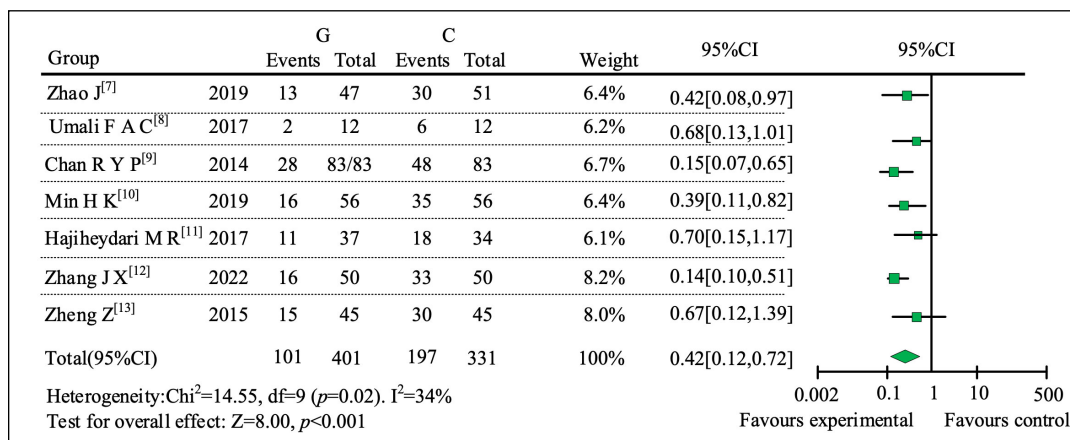 G C
Group Events Total Events Total Weight 95%CI 95%CI
Zhao J[7] 2019 13 47 30 51 6.4% 0.42[0.08,0.97]
Umali F A C[8] 2017 2 12 6 12 6.2% 0.68[0.13,1.01]
Chan R Y P[9] 2014 28 83/83 48 83 6.7% 0.15[0.07,0.65]
Min H K[10] 2019 16 56 35 56 6.4% 0.39[0.11,0.82]
Hajiheydari M R[11] 2017 11 37 18 34 6.1% 0.70[0.15,1.17]
Zhang J X[12] 2022 16 50 33 50 8.2% 0.14[0.10,0.51]
Zheng Z[13] 2015 15 45 30 45 8.0% 0.67[0.12,1.39]
Total(95%CI) 101 401 197 331 100% 0.42[0.12,0.72]
Heterogeneity:Chi2=14.55, df=9 (p=0.02). I2=34%
Test for overall effect: Z=8.00, p<0.001
0.002 0.1 1 10 500
Favours experimental Favours control